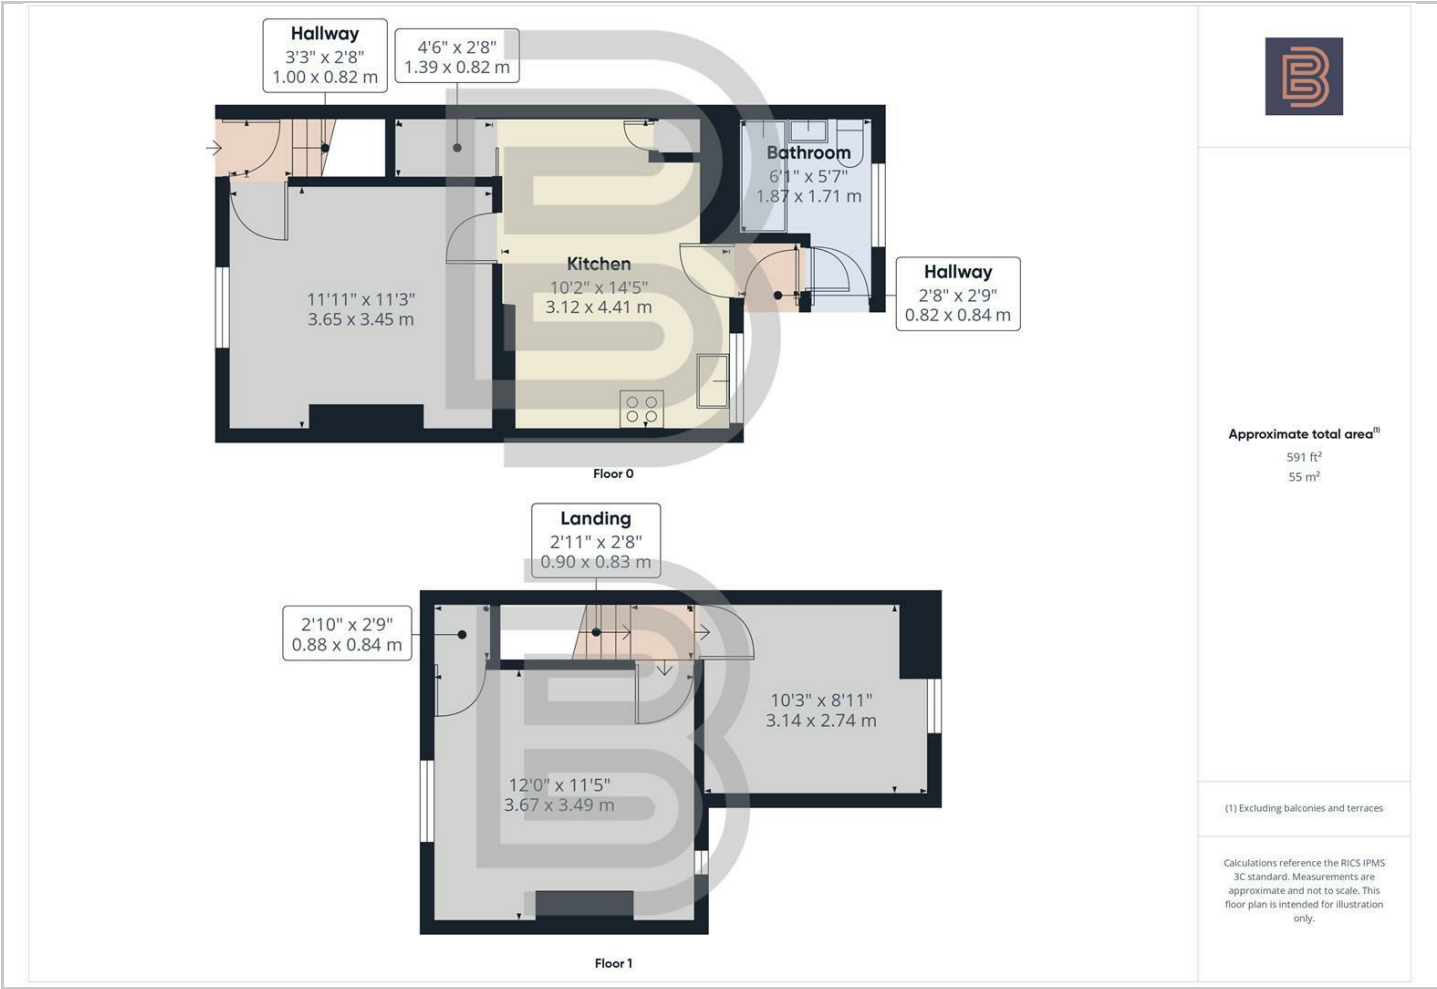 Hallway
3'3" x 2'8"
1.00 x 0.82 m
4'6" x 2'8"
1.39 x 0.82 m
Bathroom
6'1" x 5'7"
1.87 x 1.71 m
Kitchen
10'2" x 14'5"
3.12 x 4.41 m
11'11" x 11'3"
3.65 x 3.45 m
Hallway
2'8" x 2'9"
0.82 x 0.84 m
Floor 0
Landing
2'11" x 2'8"
0.90 x 0.83 m
2'10" x 2'9"
0.88 x 0.84 m
10'3" x 8'11"
3.14 x 2.74 m
12'0" x 11'5"
3.67 x 3.49 m
Floor 1
B
Approximate total area(1)
591 ft²
55 m²
(1) Excluding balconies and terraces
Calculations reference the RICS IPMS
3C standard. Measurements are
approximate and not to scale. This
floor plan is intended for illustration
only.